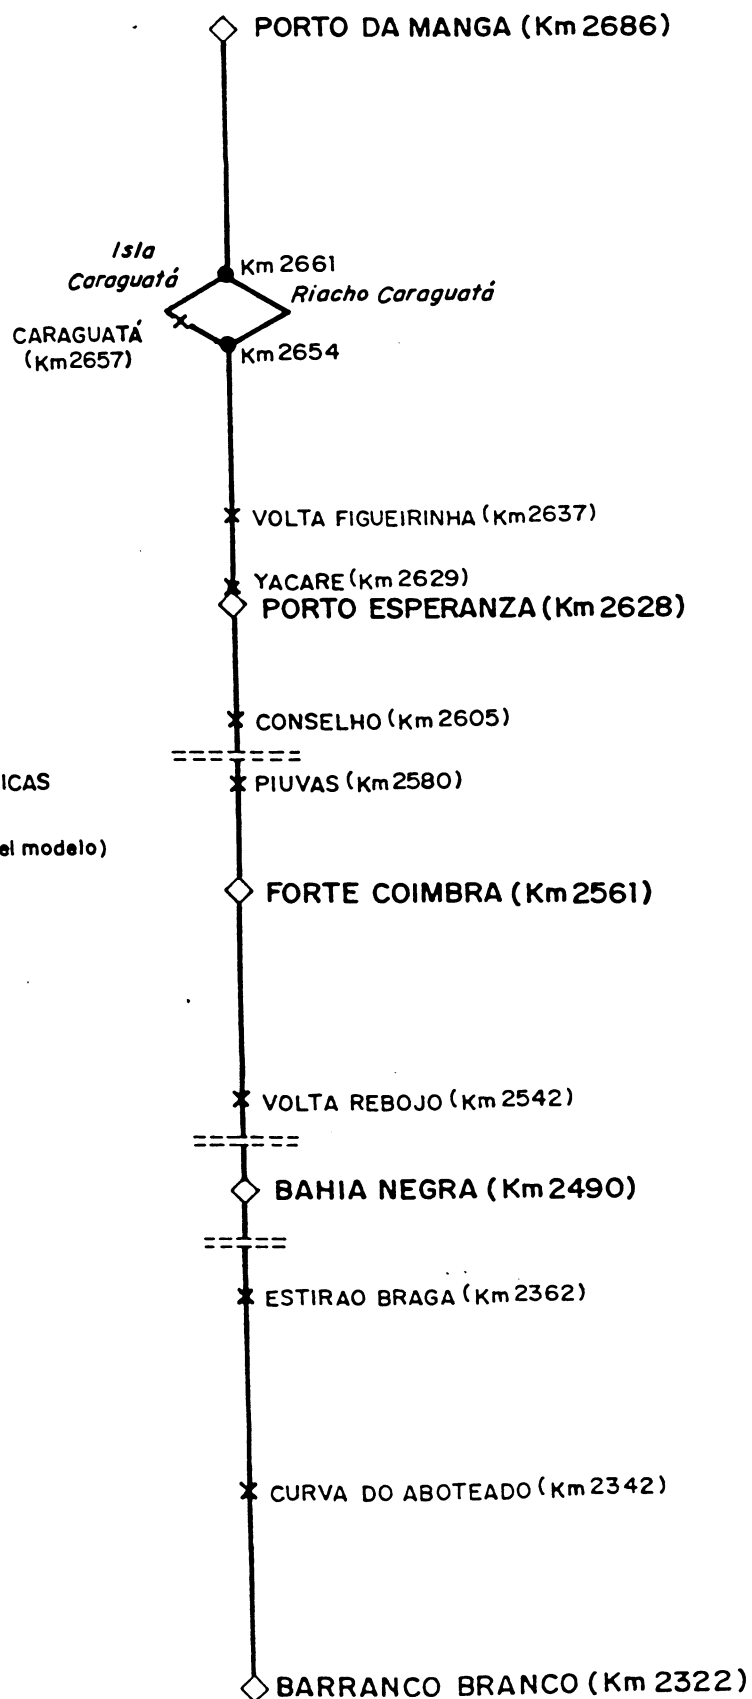 PORTO DA MANGA (Km 2686)
Isla
Caraguatá
Km 2661
Riacho Caraguatá
CARAGUATÁ
(Km 2657)
Km 2654
VOLTA FIGUEIRINHA (Km 2637)
YACARE (Km 2629)
PORTO ESPERANZA (Km 2628)
CONSELHO (Km 2605)
ICAS
PIUVAS (Km 2580)
el modelo)
FORTE COIMBRA (Km 2561)
VOLTA REBOJO (Km 2542)
BAHIA NEGRA (Km 2490)
ESTIRAO BRAGA (Km 2362)
CURVA DO ABOTEADO (Km 2342)
BARRANCO BRANCO (Km 2322)